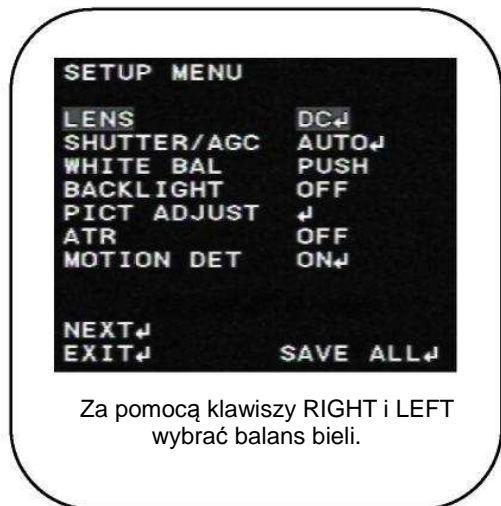 SETUP MENU
LENS DC↲
SHUTTER/AGC AUTO↲
WHITE BAL PUSH
BACKLIGHT OFF
PICT ADJUST ↲
ATR OFF
MOTION DET ON↲
NEXT↲
EXIT↲ SAVE ALL↲
Za pomocą klawiszy RIGHT i LEFT
wybrać balans bieli.